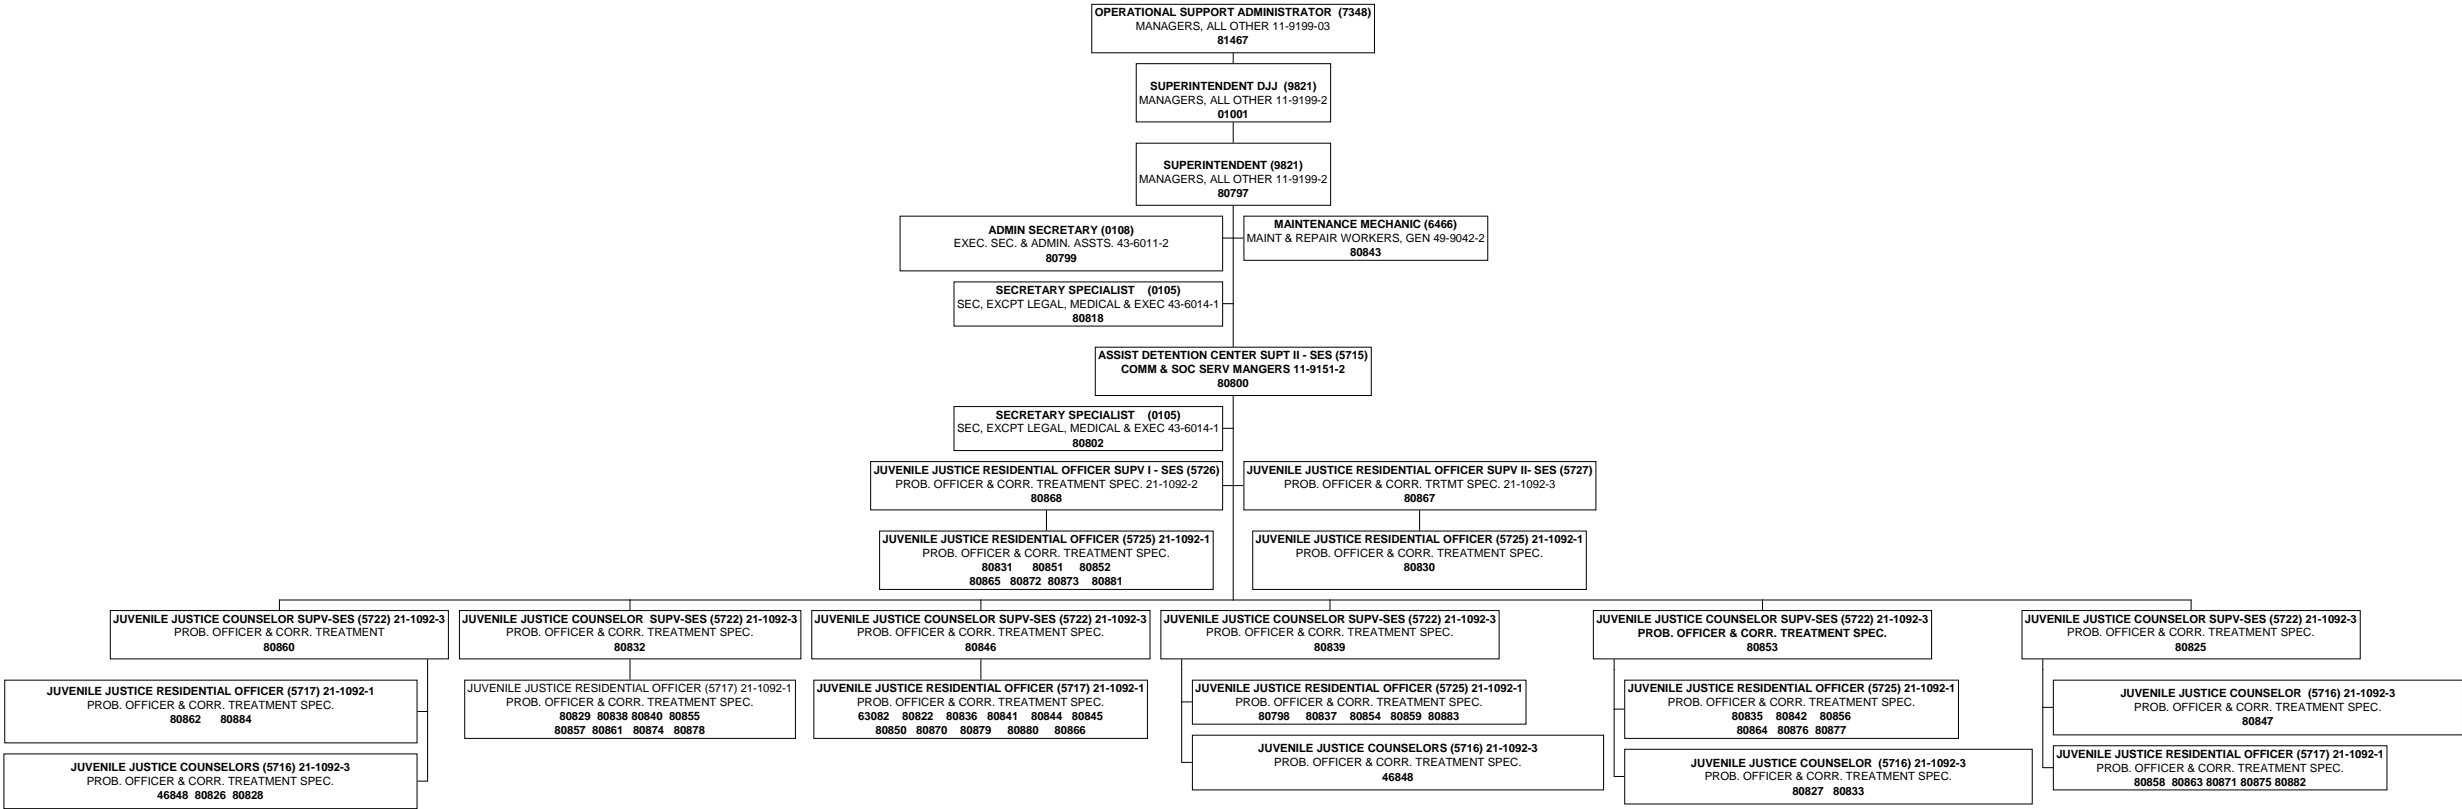 OPERATIONAL SUPPORT ADMINISTRATOR (7348)
MANAGERS, ALL OTHER 11-9199-03
81467
SUPERINTENDENT DJJ (9821)
MANAGERS, ALL OTHER 11-9199-2
01001
SUPERINTENDENT (9821)
MANAGERS, ALL OTHER 11-9199-2
80797
ADMIN SECRETARY (0108)
EXEC. SEC. & ADMIN. ASSTS. 43-6011-2
80799
MAINTENANCE MECHANIC (6466)
MAINT & REPAIR WORKERS, GEN 49-9042-2
80843
SECRETARY SPECIALIST (0105)
SEC, EXCPT LEGAL, MEDICAL & EXEC 43-6014-1
80818
ASSIST DETENTION CENTER SUPT II - SES (5715)
COMM & SOC SERV MANGERS 11-9151-2
80800
SECRETARY SPECIALIST (0105)
SEC, EXCPT LEGAL, MEDICAL & EXEC 43-6014-1
80802
JUVENILE JUSTICE RESIDENTIAL OFFICER SUPV I - SES (5726)
PROB. OFFICER & CORR. TREATMENT SPEC. 21-1092-2
80868
JUVENILE JUSTICE RESIDENTIAL OFFICER SUPV II- SES (5727)
PROB. OFFICER & CORR. TRTMT SPEC. 21-1092-3
80867
JUVENILE JUSTICE RESIDENTIAL OFFICER (5725) 21-1092-1
PROB. OFFICER & CORR. TREATMENT SPEC.
80831 80851 80852
80865 80872 80873 80881
JUVENILE JUSTICE RESIDENTIAL OFFICER (5725) 21-1092-1
PROB. OFFICER & CORR. TREATMENT SPEC.
80830
JUVENILE JUSTICE COUNSELOR SUPV-SES (5722) 21-1092-3
PROB. OFFICER & CORR. TREATMENT
80860
JUVENILE JUSTICE COUNSELOR SUPV-SES (5722) 21-1092-3
PROB. OFFICER & CORR. TREATMENT SPEC.
80832
JUVENILE JUSTICE COUNSELOR SUPV-SES (5722) 21-1092-3
PROB. OFFICER & CORR. TREATMENT SPEC.
80846
JUVENILE JUSTICE COUNSELOR SUPV-SES (5722) 21-1092-3
PROB. OFFICER & CORR. TREATMENT SPEC.
80839
JUVENILE JUSTICE COUNSELOR SUPV-SES (5722) 21-1092-3
PROB. OFFICER & CORR. TREATMENT SPEC.
80853
JUVENILE JUSTICE COUNSELOR SUPV-SES (5722) 21-1092-3
PROB. OFFICER & CORR. TREATMENT SPEC.
80825
JUVENILE JUSTICE RESIDENTIAL OFFICER (5717) 21-1092-1
PROB. OFFICER & CORR. TREATMENT SPEC.
80862 80884
JUVENILE JUSTICE COUNSELORS (5716) 21-1092-3
PROB. OFFICER & CORR. TREATMENT SPEC.
46848 80826 80828
JUVENILE JUSTICE RESIDENTIAL OFFICER (5717) 21-1092-1
PROB. OFFICER & CORR. TREATMENT SPEC.
80829 80838 80840 80855
80857 80861 80874 80878
JUVENILE JUSTICE RESIDENTIAL OFFICER (5717) 21-1092-1
PROB. OFFICER & CORR. TREATMENT SPEC.
63082 80822 80836 80841 80844 80845
80850 80870 80879 80880 80866
JUVENILE JUSTICE RESIDENTIAL OFFICER (5725) 21-1092-1
PROB. OFFICER & CORR. TREATMENT SPEC.
80798 80837 80854 80859 80883
JUVENILE JUSTICE COUNSELORS (5716) 21-1092-3
PROB. OFFICER & CORR. TREATMENT SPEC.
46848
JUVENILE JUSTICE RESIDENTIAL OFFICER (5725) 21-1092-1
PROB. OFFICER & CORR. TREATMENT SPEC.
80835 80842 80856
80864 80876 80877
JUVENILE JUSTICE COUNSELOR (5716) 21-1092-3
PROB. OFFICER & CORR. TREATMENT SPEC.
80827 80833
JUVENILE JUSTICE COUNSELOR (5716) 21-1092-3
PROB. OFFICER & CORR. TREATMENT SPEC.
80847
JUVENILE JUSTICE RESIDENTIAL OFFICER (5717) 21-1092-1
PROB. OFFICER & CORR. TREATMENT SPEC.
80858 80863 80871 80875 80882